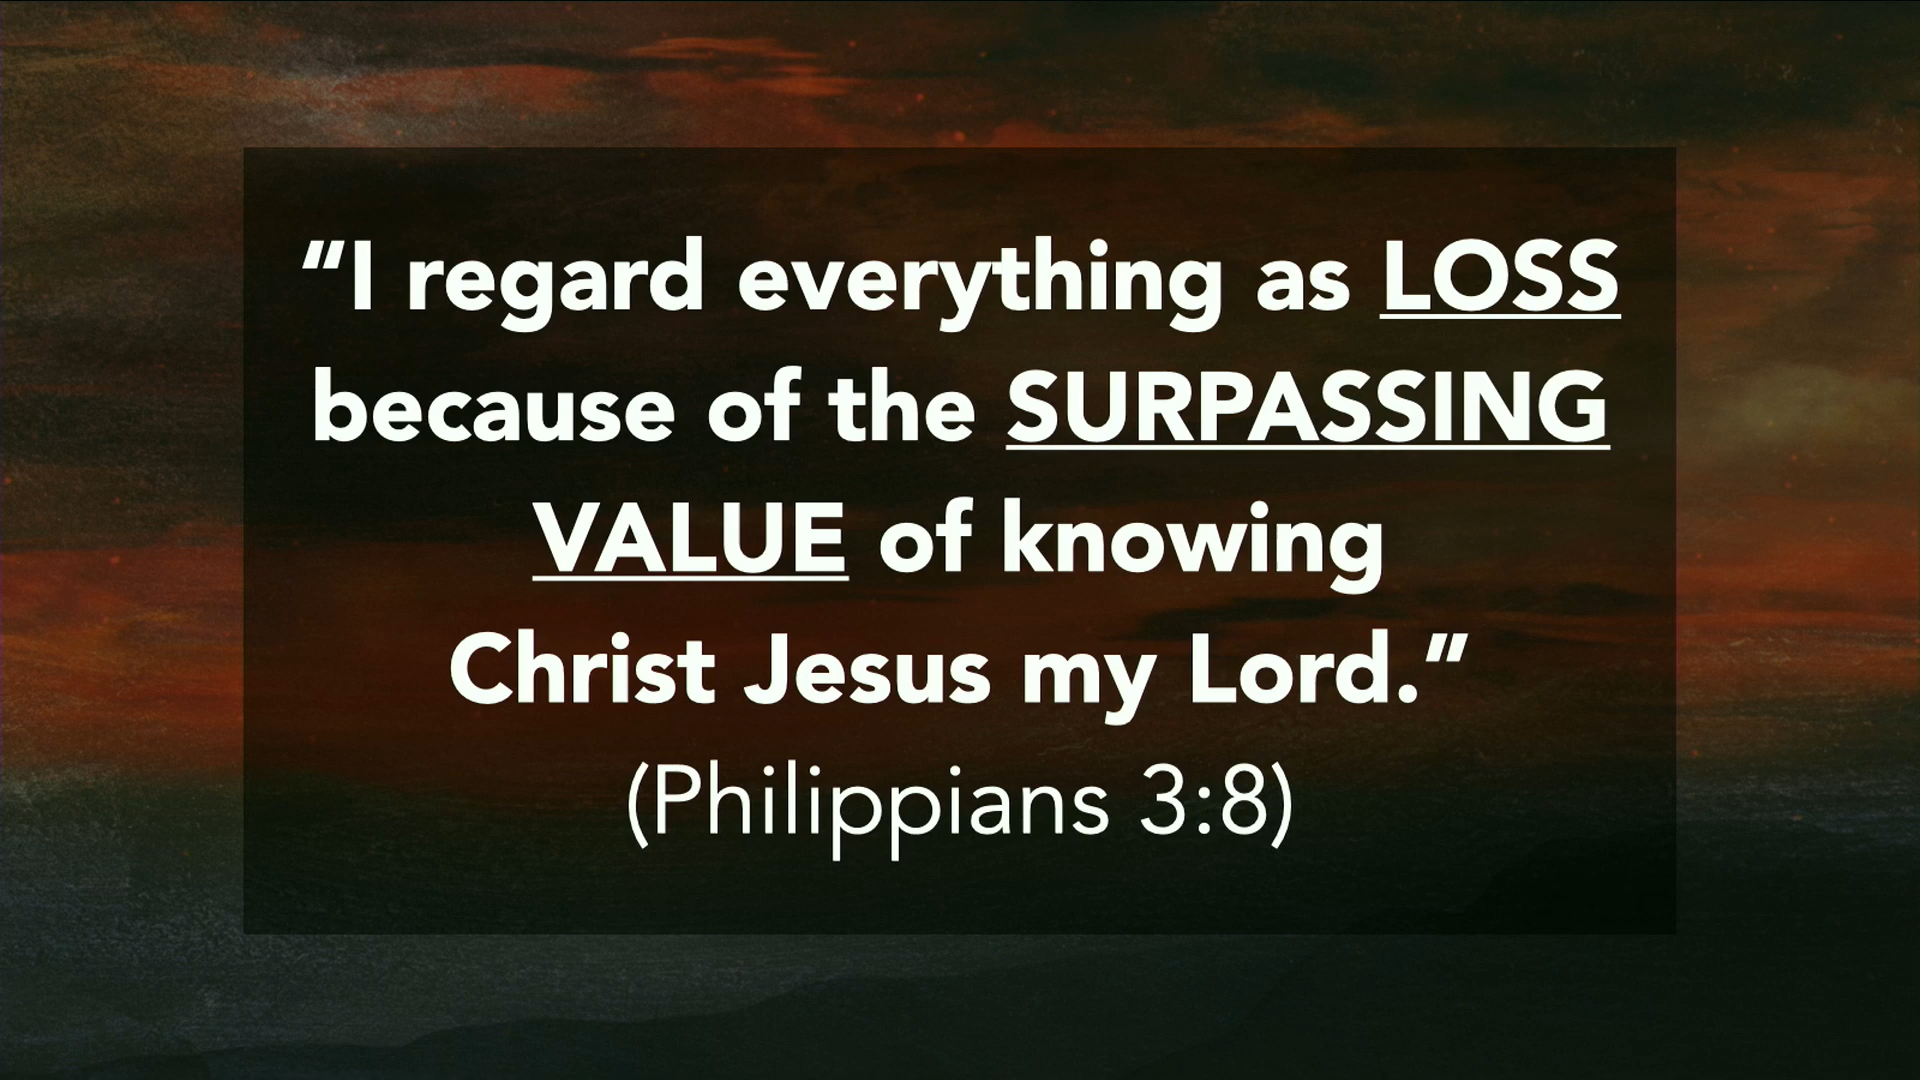 “I regard everything as LOSS
because of the SURPASSING
VALUE of knowing
Christ Jesus my Lord.”
(Philippians 3:8)